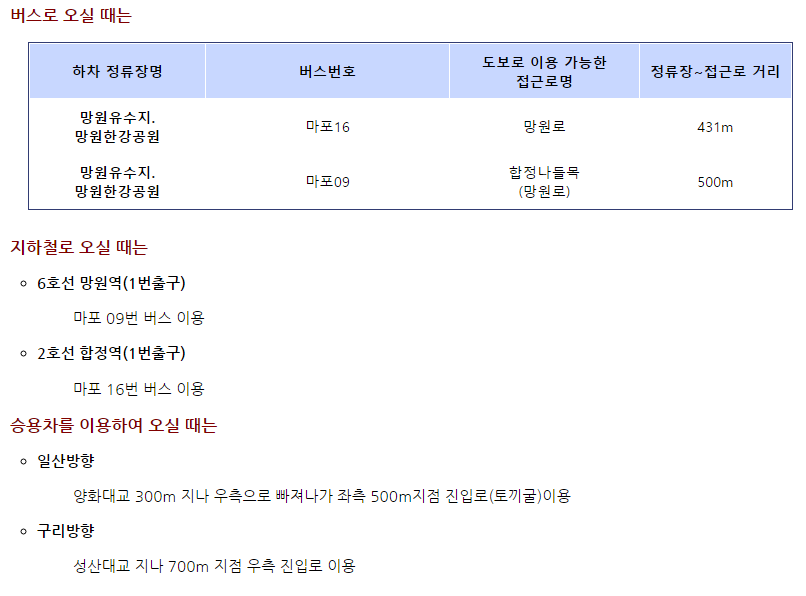 버스로 오실 때는
하차 정류장명 버스번호 도보로 이용 가능한 접근로명 정류장~접근로 거리
망원유수지.
망원한강공원 마포16 망원로 431m
망원유수지.
망원한강공원 마포09 합정나들목
(망원로) 500m
지하철로 오실 때는
6호선 망원역(1번출구)
마포 09번 버스 이용
2호선 합정역(1번출구)
마포 16번 버스 이용
승용차를 이용하여 오실 때는
일산방향
양화대교 300m 지나 우측으로 빠져나가 좌측 500m지점 진입로(토끼굴)이용
구리방향
성산대교 지나 700m 지점 우측 진입로 이용